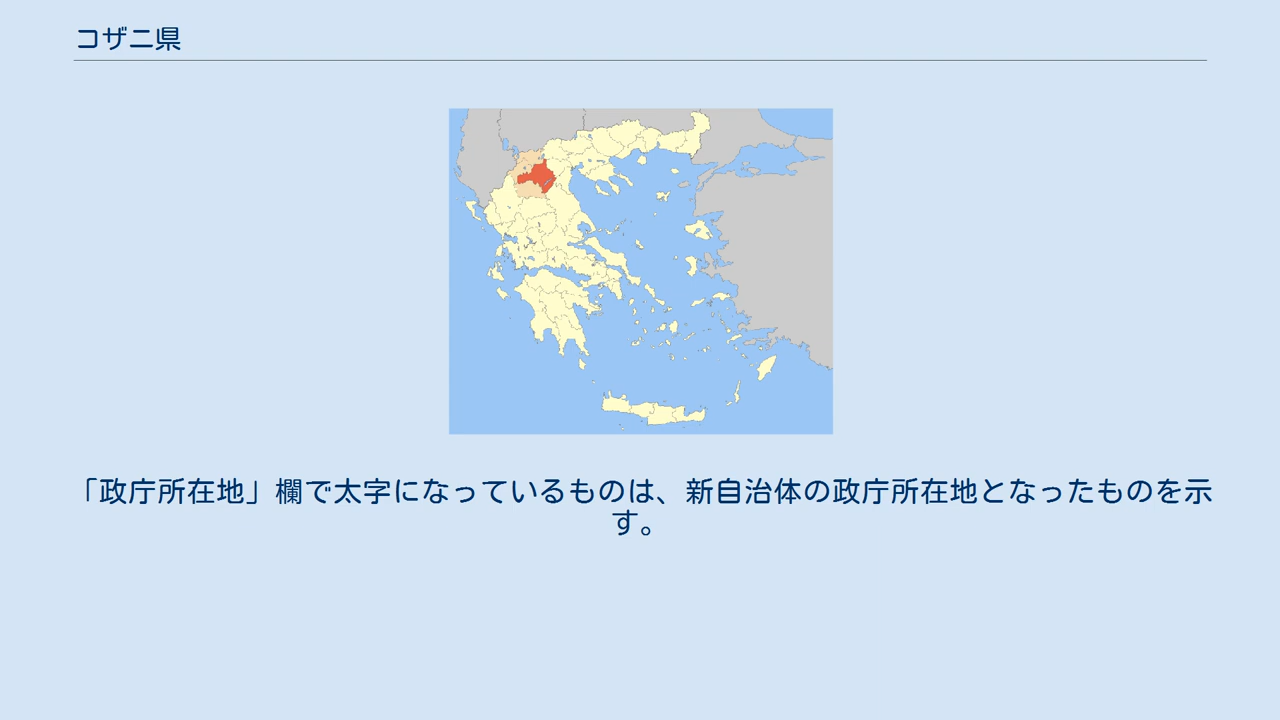 コザニ県
「政庁所在地」欄で太字になっているものは、新自治体の政庁所在地となったものを示
す。